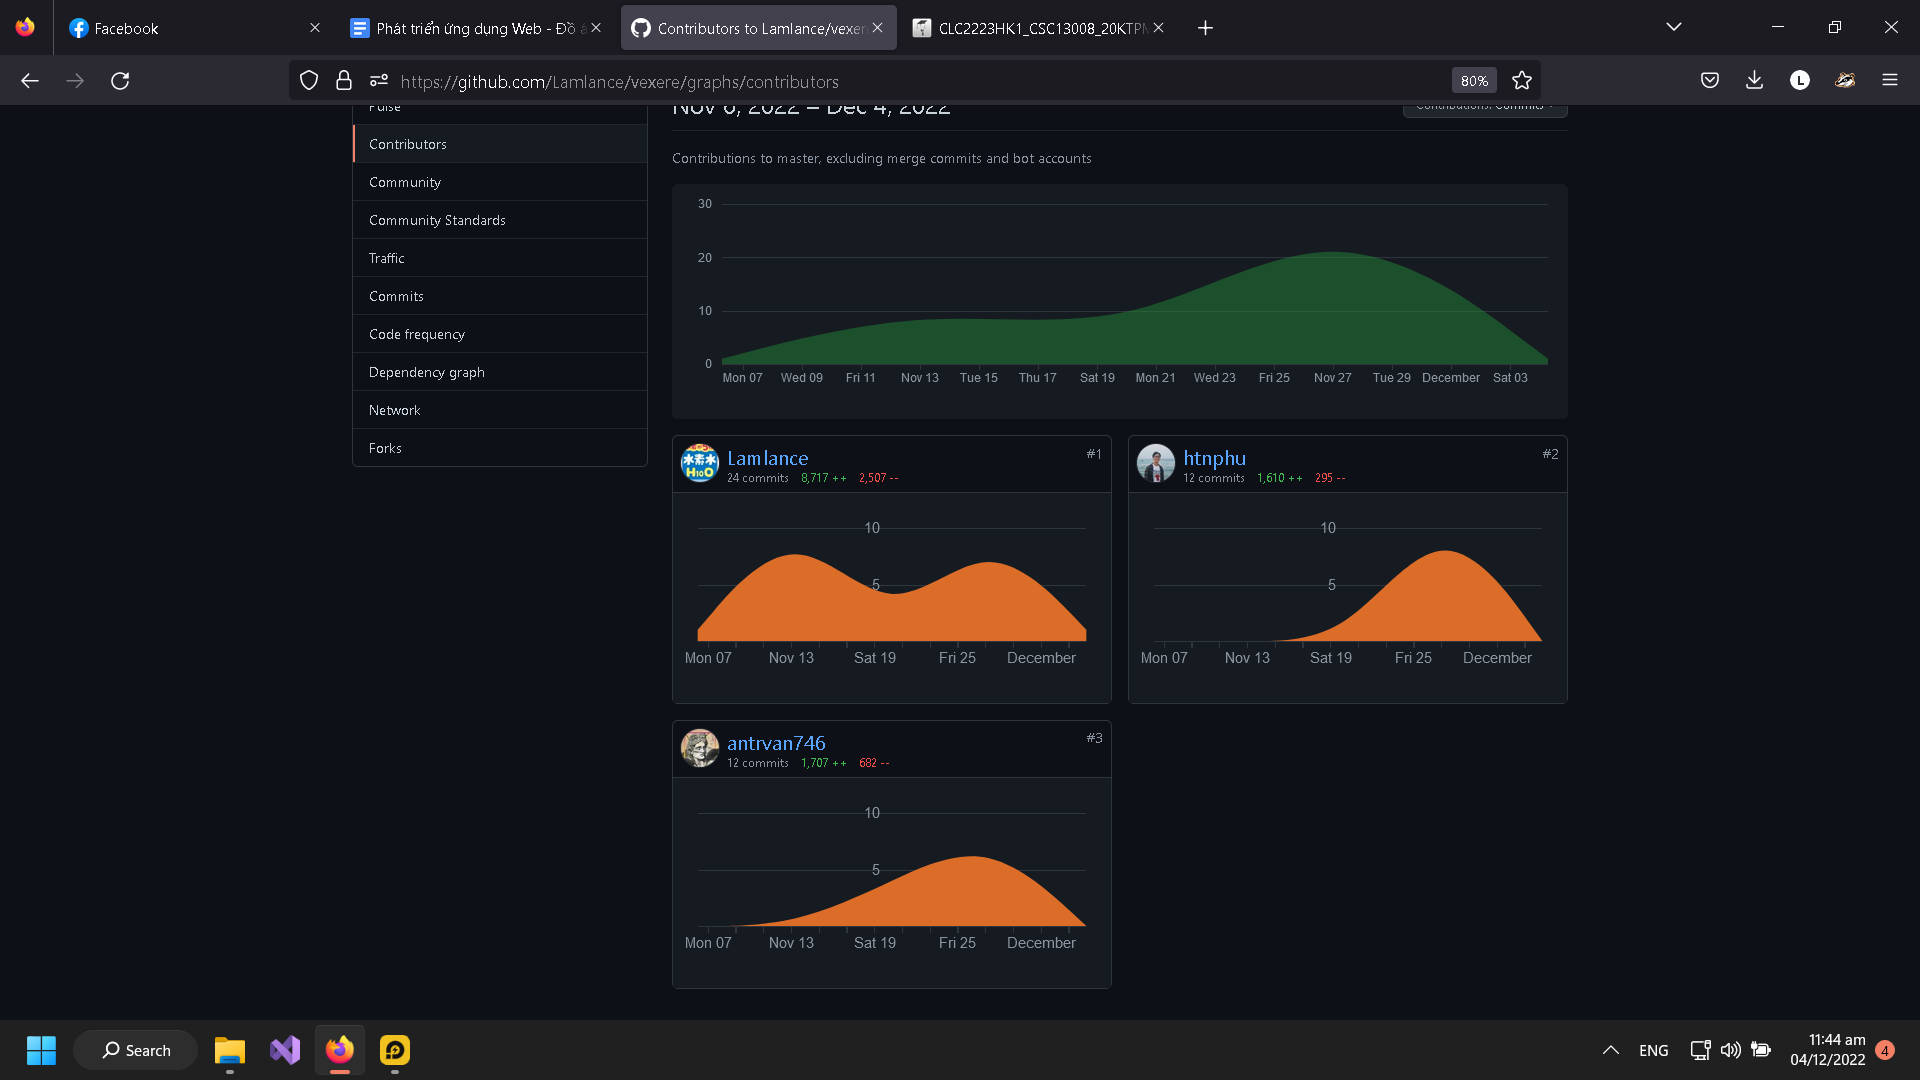 Facebook
Phát triển ứng dụng Web - Đồ á
Contributors to Lamlance/vexere
CLC2223HK1_CSC13008_20KTPM
https://github.com/Lamlance/vexere/graphs/contributors
80%
L
Pulse
Contributors
Community
Community Standards
Traffic
Commits
Code frequency
Dependency graph
Network
Forks
Nov 6, 2022 – Dec 4, 2022
Contributions: Commits
Contributions to master, excluding merge commits and bot accounts
30
20
10
0
Mon 07 Wed 09 Fri 11 Nov 13 Tue 15 Thu 17 Sat 19 Mon 21 Wed 23 Fri 25 Nov 27 Tue 29 December Sat 03
水素水
H10O
Lamlance
#1
24 commits 8,717 ++ 2,507 --
10
5
Mon 07 Nov 13 Sat 19 Fri 25 December
htnphu
#2
12 commits 1,610 ++ 295 --
10
5
Mon 07 Nov 13 Sat 19 Fri 25 December
antrvan746
#3
12 commits 1,707 ++ 682 --
10
5
Mon 07 Nov 13 Sat 19 Fri 25 December
Search
ENG
11:44 am
04/12/2022
4